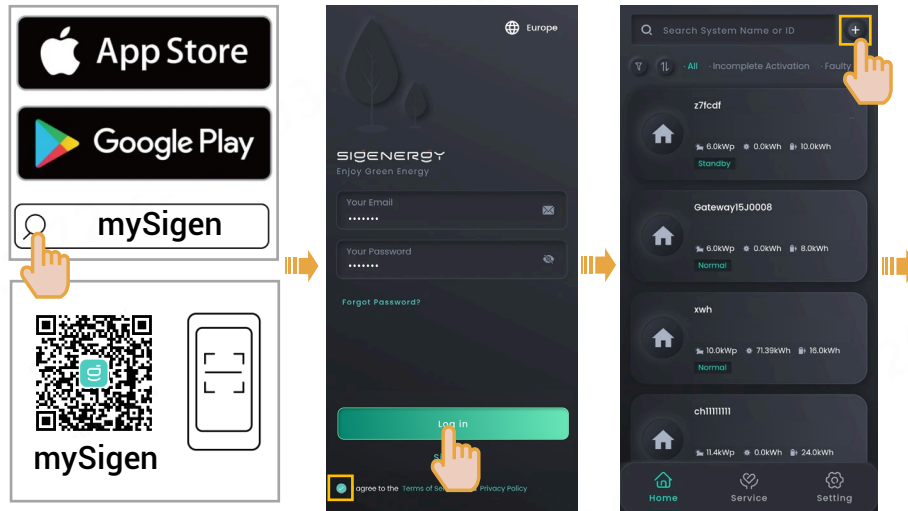 App Store
Google Play
mySigen
mySigen
Europe
SIGENERGY
Enjoy Green Energy
Your Email
Your Password
Forgot Password?
Log in
agree to the Terms of Privacy Policy
Search System Name or ID
All · Incomplete Activation · Faulty
z7fcdf
6.0kWp 0.0kWh 10.0kWh
Standby
Gateway15J0008
6.0kWp 0.0kWh 8.0kWh
Normal
xwh
10.0kWp 71.39kWh 16.0kWh
Normal
ch11111111
11.4kWp 0.0kWh 24.0kWh
Home Service Setting